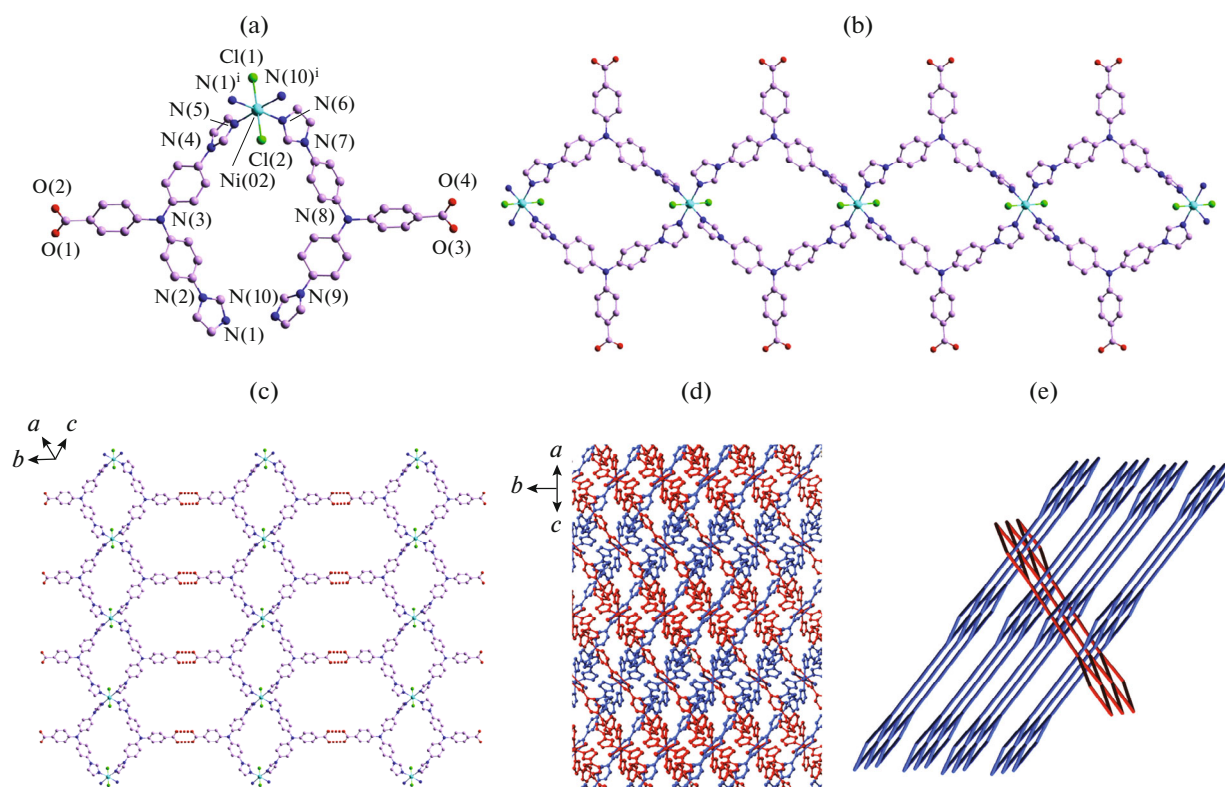 (a)
(b)
Cl(1)
N(1)ⁱ
N(10)ⁱ
N(5)
N(6)
N(4)
N(7)
Cl(2)
Ni(02)
O(2)
O(4)
N(3)
N(8)
O(1)
O(3)
N(2)
N(10)
N(9)
N(1)
(c)
(d)
(e)
a
c
b
a
b
c